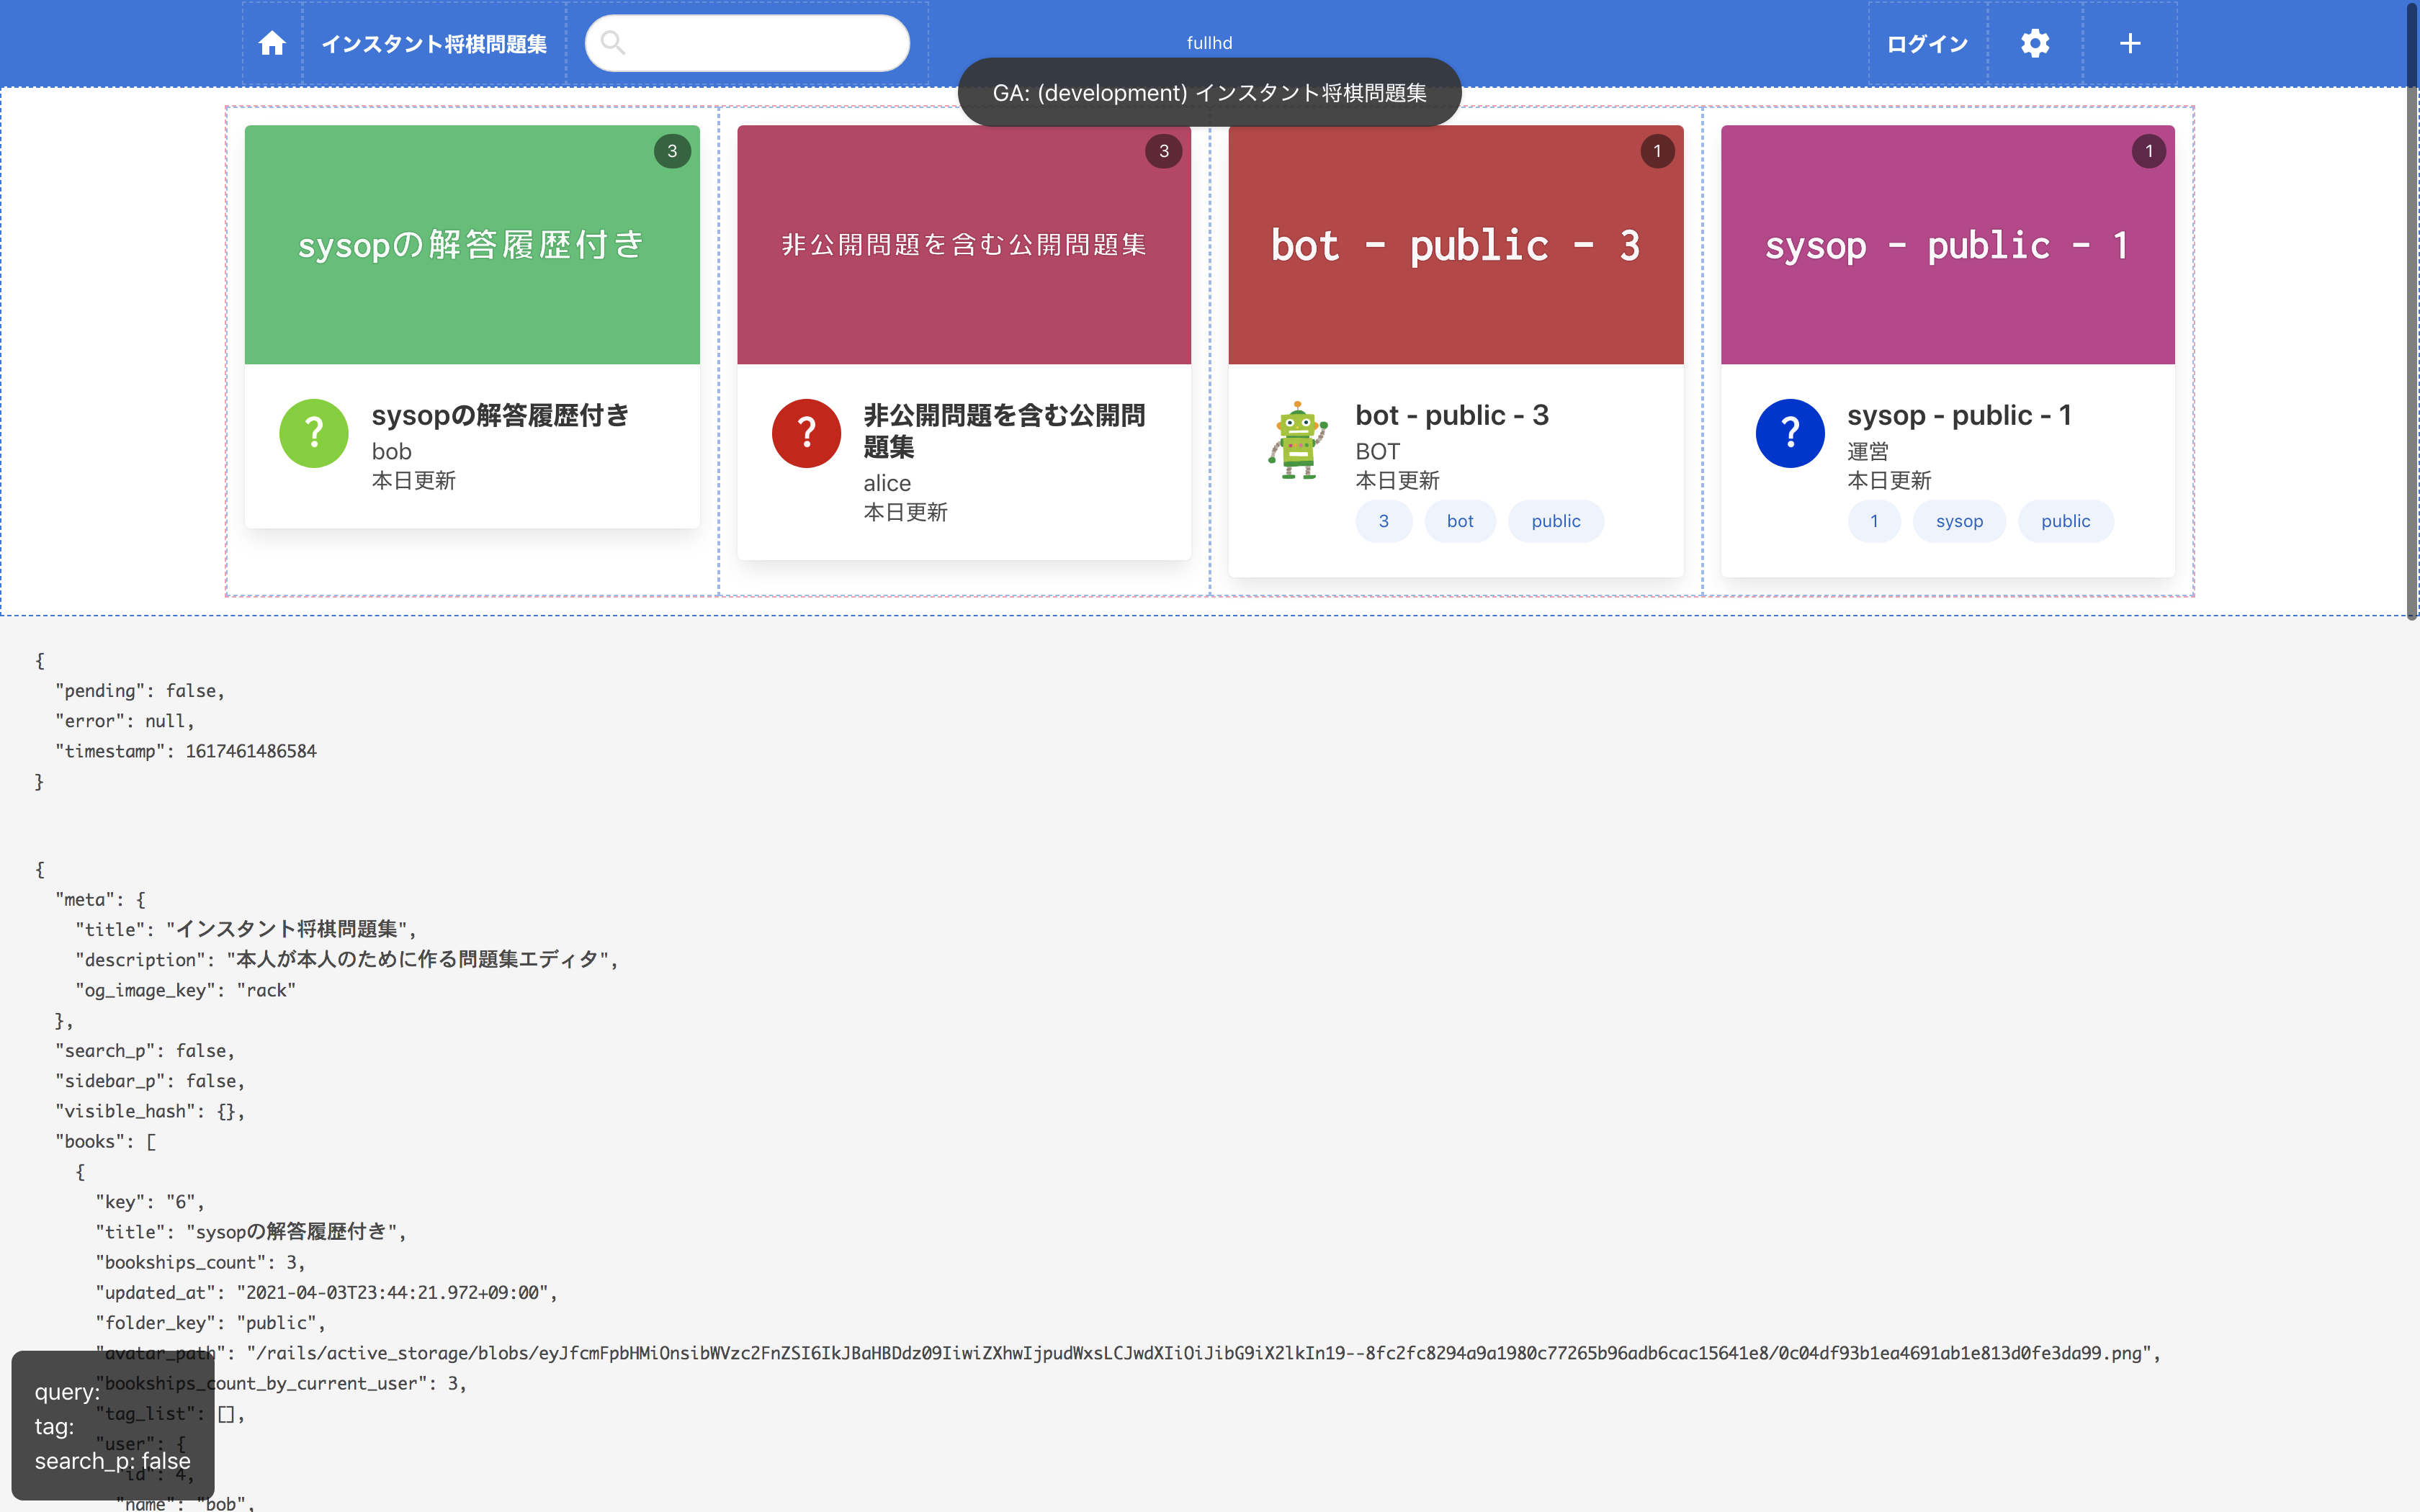 インスタント将棋問題集
fullhd
ログイン
GA: (development) インスタント将棋問題集
3
sysopの解答履歴付き
?
sysopの解答履歴付き
bob
本日更新
3
非公開問題を含む公開問題集
?
非公開問題を含む公開問
題集
alice
本日更新
1
bot - public - 3
bot - public - 3
BOT
本日更新
3 bot public
1
sysop - public - 1
?
sysop - public - 1
運営
本日更新
1 sysop public
{
"pending": false,
"error": null,
"timestamp": 1617461486584
}
{
"meta": {
"title": "インスタント将棋問題集",
"description": "本人が本人のために作る問題集エディタ",
"og_image_key": "rack"
},
"search_p": false,
"sidebar_p": false,
"visible_hash": {},
"books": [
{
"key": "6",
"title": "sysopの解答履歴付き",
"bookships_count": 3,
"updated_at": "2021-04-03T23:44:21.972+09:00",
"folder_key": "public",
"avatar_path": "/rails/active_storage/blobs/eyJfcmFpbHMiOnsibWVzc2FnZSI6IkJBaHBDdz09IiwiZXhwIjpudWxsLCJwdXIiOiJibG9iX2lkIn19--8fc2fc8294a9a1980c77265b96adb6cac15641e8/0c04df93b1ea4691ab1e813d0fe3da99.png",
"bookships_count_by_current_user": 3,
"tag_list": [],
"user": {
"id": 4,
"name": "bob",
query:
tag:
search_p: false